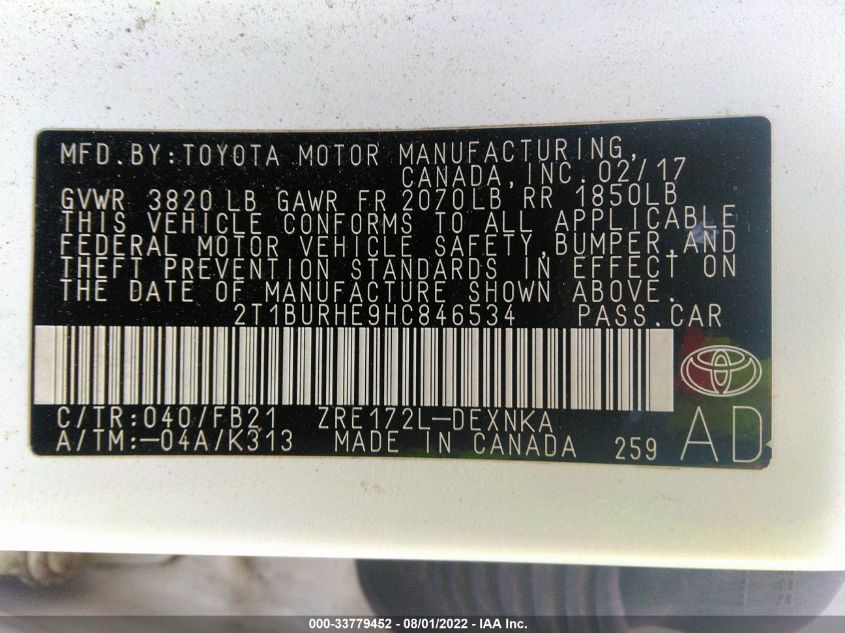 MFD.BY:TOYOTA MOTOR MANUFACTURING,
CANADA,INC.02/17
GVWR 3820LB GAWR FR 2070LB RR 1850LB
THIS VEHICLE CONFORMS TO ALL APPLICABLE
FEDERAL MOTOR VEHICLE SAFETY,BUMPER,AND
THEFT PREVENTION STANDARDS IN EFFECT ON
THE DATE OF MANUFACTURE SHOWN ABOVE.
2T1BURHE9HC846534 PASS.CAR
C/TR:040/FB21 ZRE172L-DEXNKA
A/TM:-04A/K313 MADE IN CANADA 259 AD
000-33779452 - 08/01/2022 - IAA Inc.